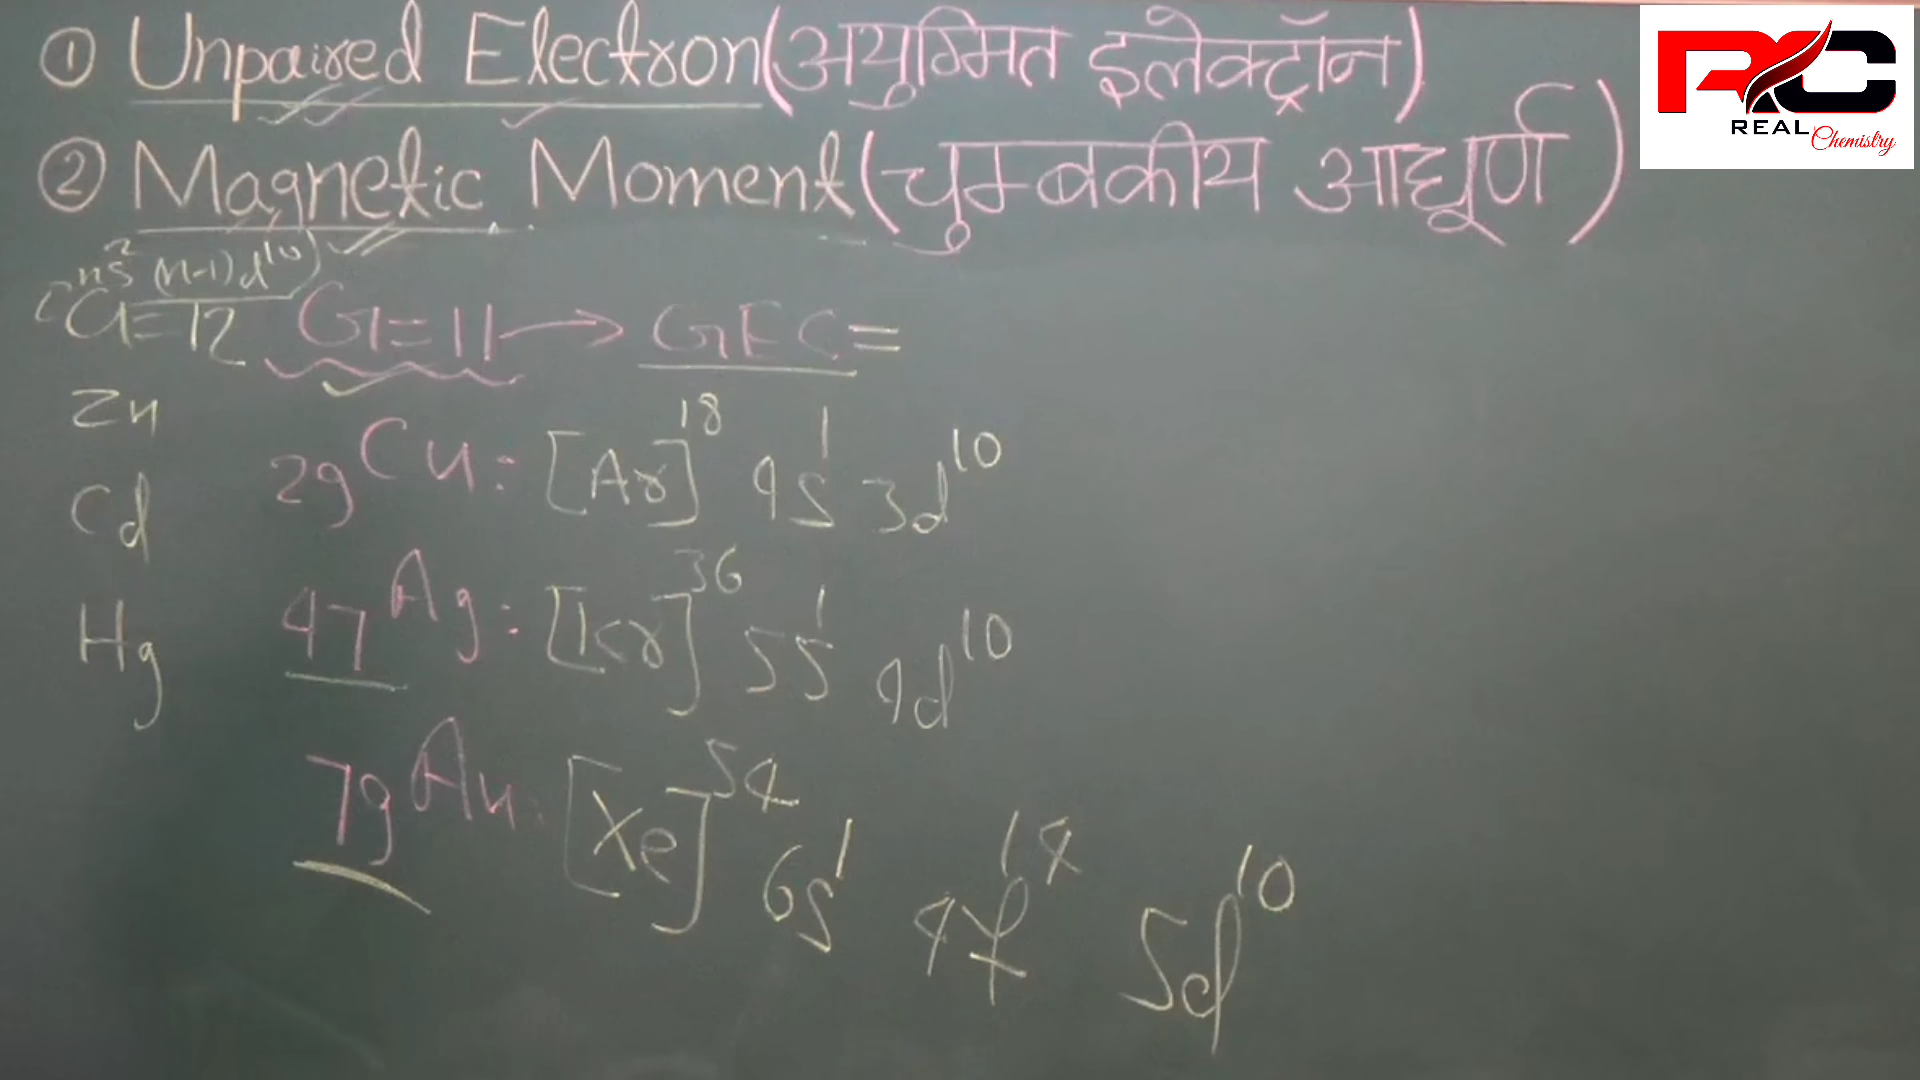 ① Unpaired Electron(अयुग्मित इलेक्ट्रॉन)
② Magnetic Moment(चुम्बकीय आघूर्ण)
RC
REAL
Chemistry
ns² (n-1)d¹⁰
G=12 G=11 → GEC=
Zn
₂₉Cu: [Ar]¹⁸ 4s¹ 3d¹⁰
Cd
₄₇Ag: [Kr]³⁶ 5s¹ 4d¹⁰
Hg
₇₉Au: [Xe]⁵⁴ 6s¹ 4f¹⁴ 5d¹⁰